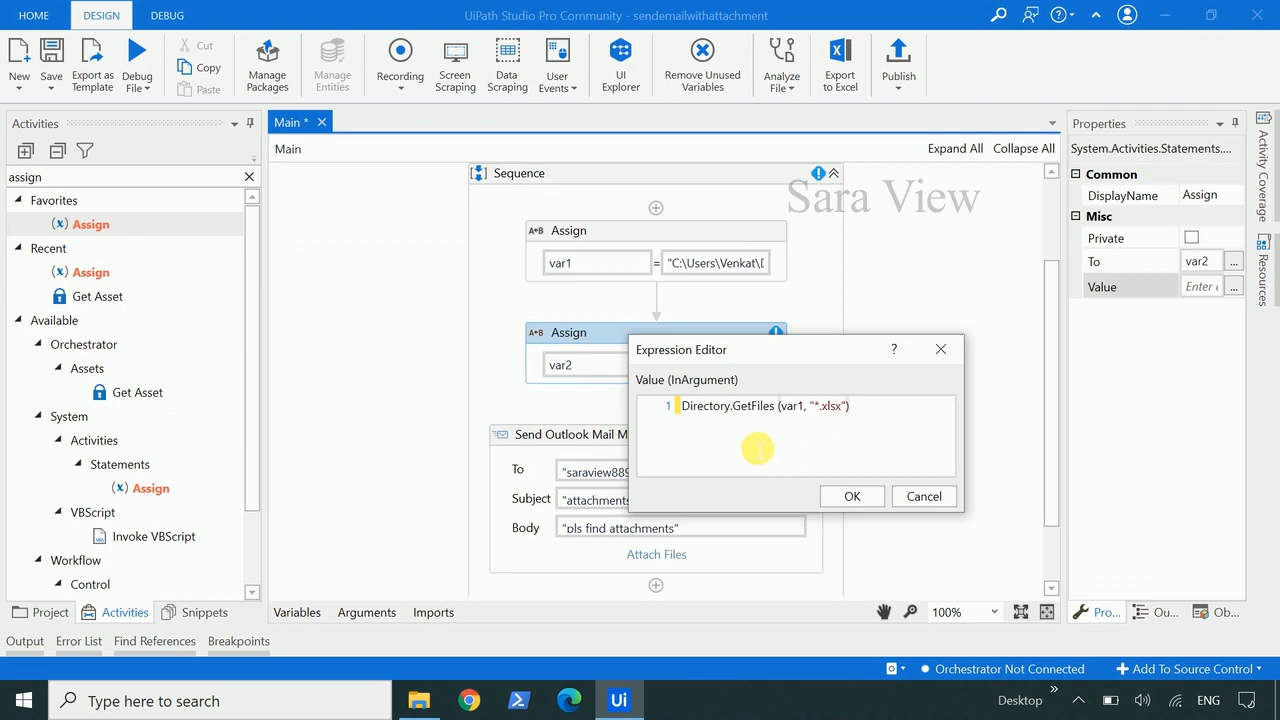 HOME
DESIGN
DEBUG
UiPath Studio Pro Community - sendemailwithattachment
New
Save
Export as Template
Debug File
Cut
Copy
Paste
Manage Packages
Manage Entities
Recording
Screen Scraping
Data Scraping
User Events
UI Explorer
Remove Unused Variables
Analyze File
Export to Excel
Publish
Activities
assign
Favorites
Assign
Recent
Assign
Get Asset
Available
Orchestrator
Assets
Get Asset
System
Activities
Statements
Assign
VBScript
Invoke VBScript
Workflow
Control
Project
Activities
Snippets
Main *
Main
Expand All
Collapse All
Sequence
Sara View
A+B Assign
var1 = "C:\Users\Venkat\[
A+B Assign
var2
Send Outlook Mail M
To "saraview889
Subject "attachments
Body "pls find attachments"
Attach Files
Expression Editor
?
Value (InArgument)
1 Directory.GetFiles (var1, "*.xlsx")
OK
Cancel
Variables
Arguments
Imports
100%
Properties
System.Activities.Statements....
Common
DisplayName Assign
Misc
Private
To var2 ...
Value Enter ...
Pro...
Ou...
Ob...
Activity Coverage
Resources
Output
Error List
Find References
Breakpoints
Orchestrator Not Connected
Add To Source Control
Type here to search
Ui
Desktop
ENG